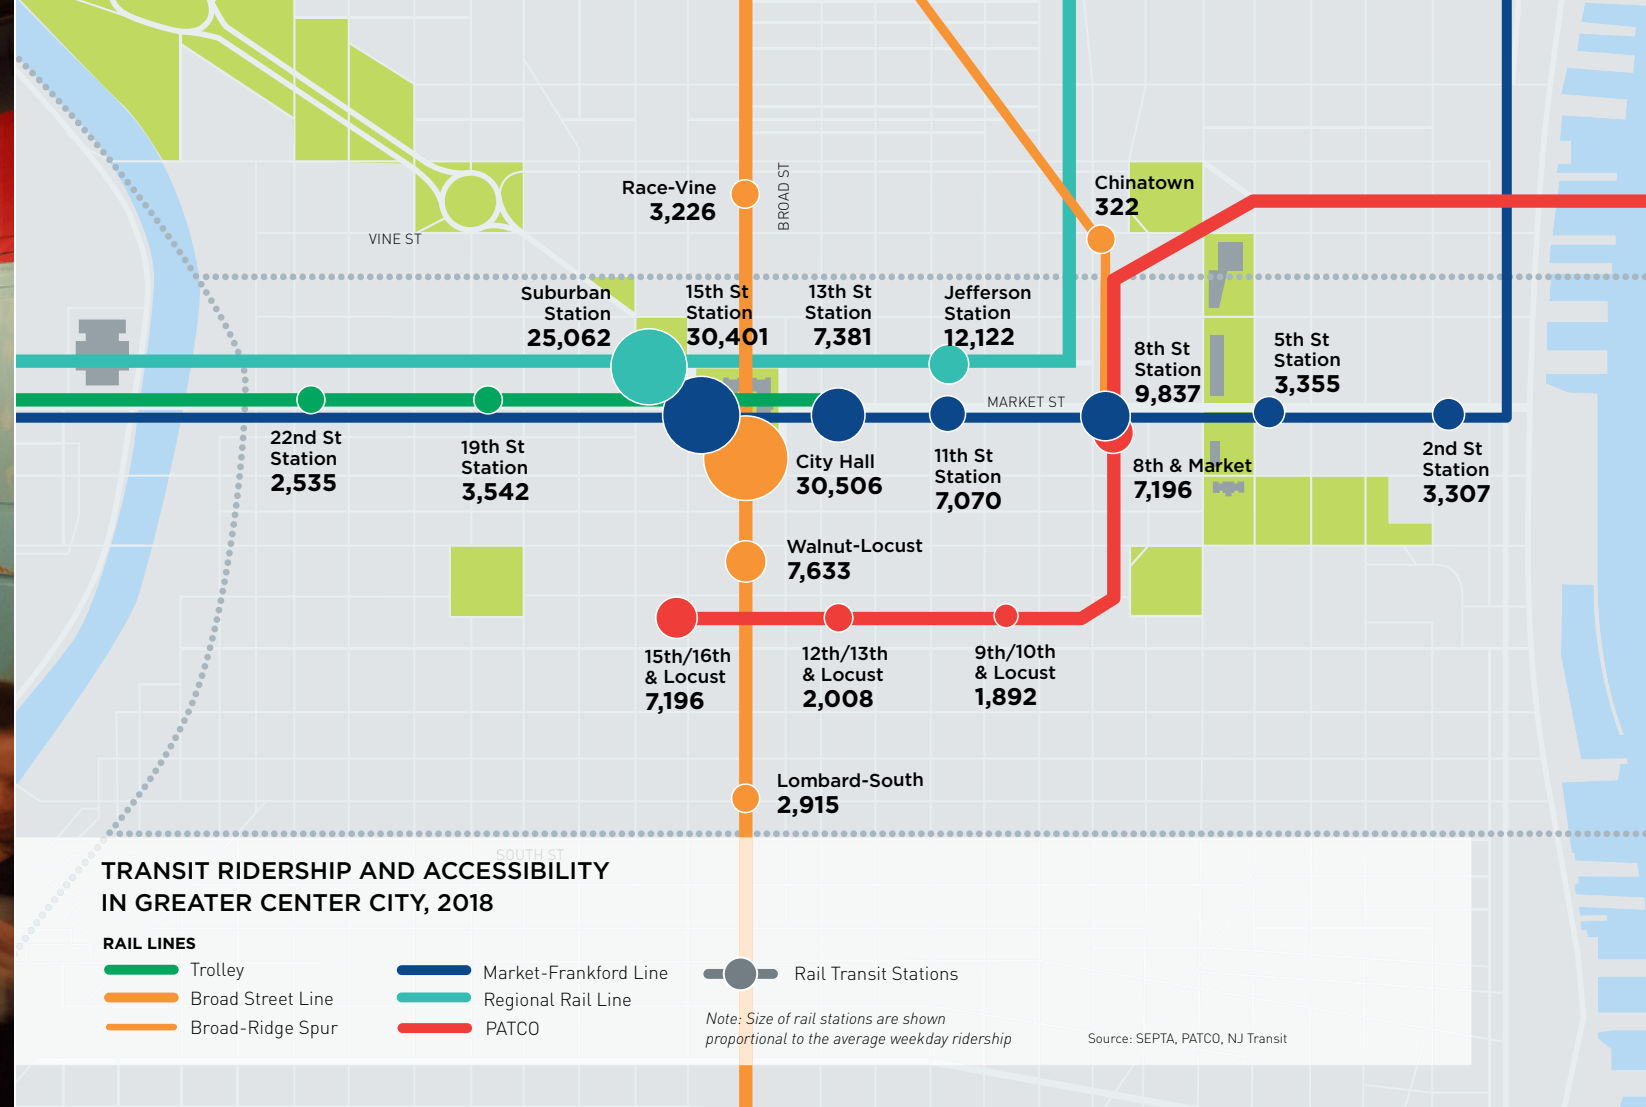 BROAD ST
Race-Vine
3,226
VINE ST
Chinatown
322
Suburban
Station
25,062
15th St
Station
30,401
13th St
Station
7,381
Jefferson
Station
12,122
8th St
Station
9,837
5th St
Station
3,355
MARKET ST
22nd St
Station
2,535
19th St
Station
3,542
City Hall
30,506
11th St
Station
7,070
8th & Market
7,196
2nd St
Station
3,307
Walnut-Locust
7,633
15th/16th
& Locust
7,196
12th/13th
& Locust
2,008
9th/10th
& Locust
1,892
Lombard-South
2,915
SOUTH ST
TRANSIT RIDERSHIP AND ACCESSIBILITY
IN GREATER CENTER CITY, 2018
RAIL LINES
Trolley
Broad Street Line
Broad-Ridge Spur
Market-Frankford Line
Regional Rail Line
PATCO
Rail Transit Stations
Note: Size of rail stations are shown
proportional to the average weekday ridership
Source: SEPTA, PATCO, NJ Transit